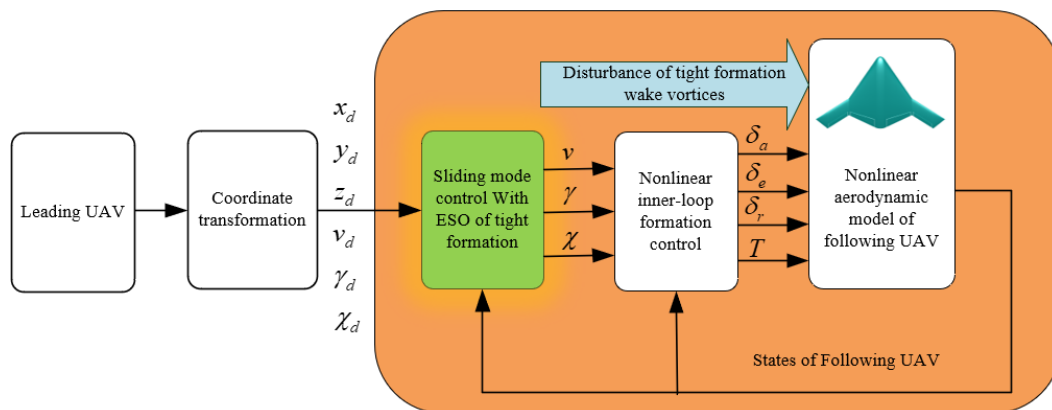 Leading UAV
Coordinate
transformation
x_d
y_d
z_d
v_d
γ_d
χ_d
Sliding mode
control With
ESO of tight
formation
v
γ
χ
Disturbance of tight formation
wake vortices
Nonlinear
inner-loop
formation
control
δ_a
δ_e
δ_r
T
Nonlinear
aerodynamic
model of
following UAV
States of Following UAV